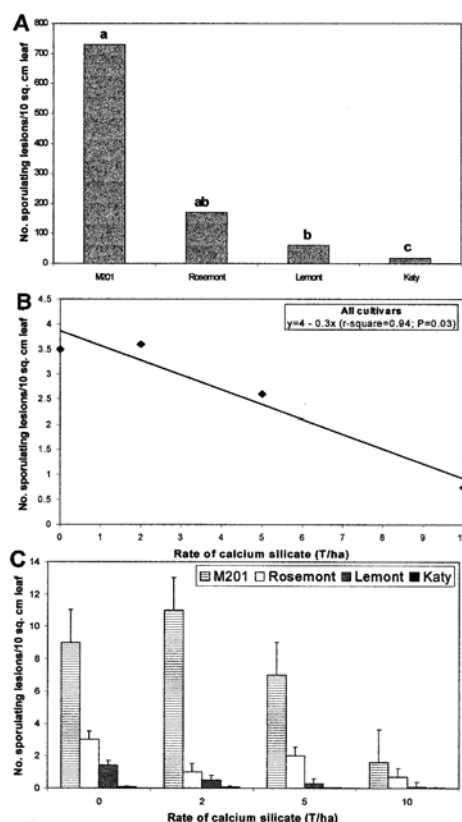 A
No. sporulating lesions/10 sq. cm leaf
800
700
600
500
400
300
200
100
0
a
ab
b
c
M201 Rosemont Lemont Katy
B
No. sporulating lesions/10 sq. cm leaf
4.5
4
3.5
3
2.5
2
1.5
1
0.5
0
All cultivars
y=4 - 0.3x (r-square=0.94; P=0.03)
0 1 2 3 4 5 6 7 8 9 10
Rate of calcium silicate (T/ha)
C
No. sporulating lesions/10 sq. cm leaf
14
12
10
8
6
4
2
0
M201 Rosemont Lemont Katy
0 2 5 10
Rate of calcium silicate (T/ha)